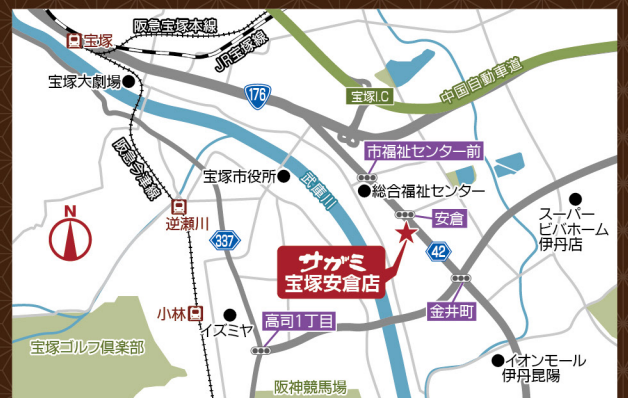 阪急宝塚本線
宝塚
JR宝塚線
宝塚大劇場
176
宝塚I.C
中国自動車道
阪急今津線
市福祉センター前
宝塚市役所
武庫川
総合福祉センター
N
逆瀬川
安倉
スーパー
ビバホーム
伊丹店
337
42
サガミ
宝塚安倉店
小林
イズミヤ
高司1丁目
金井町
宝塚ゴルフ倶楽部
イオンモール
伊丹昆陽
阪神競馬場